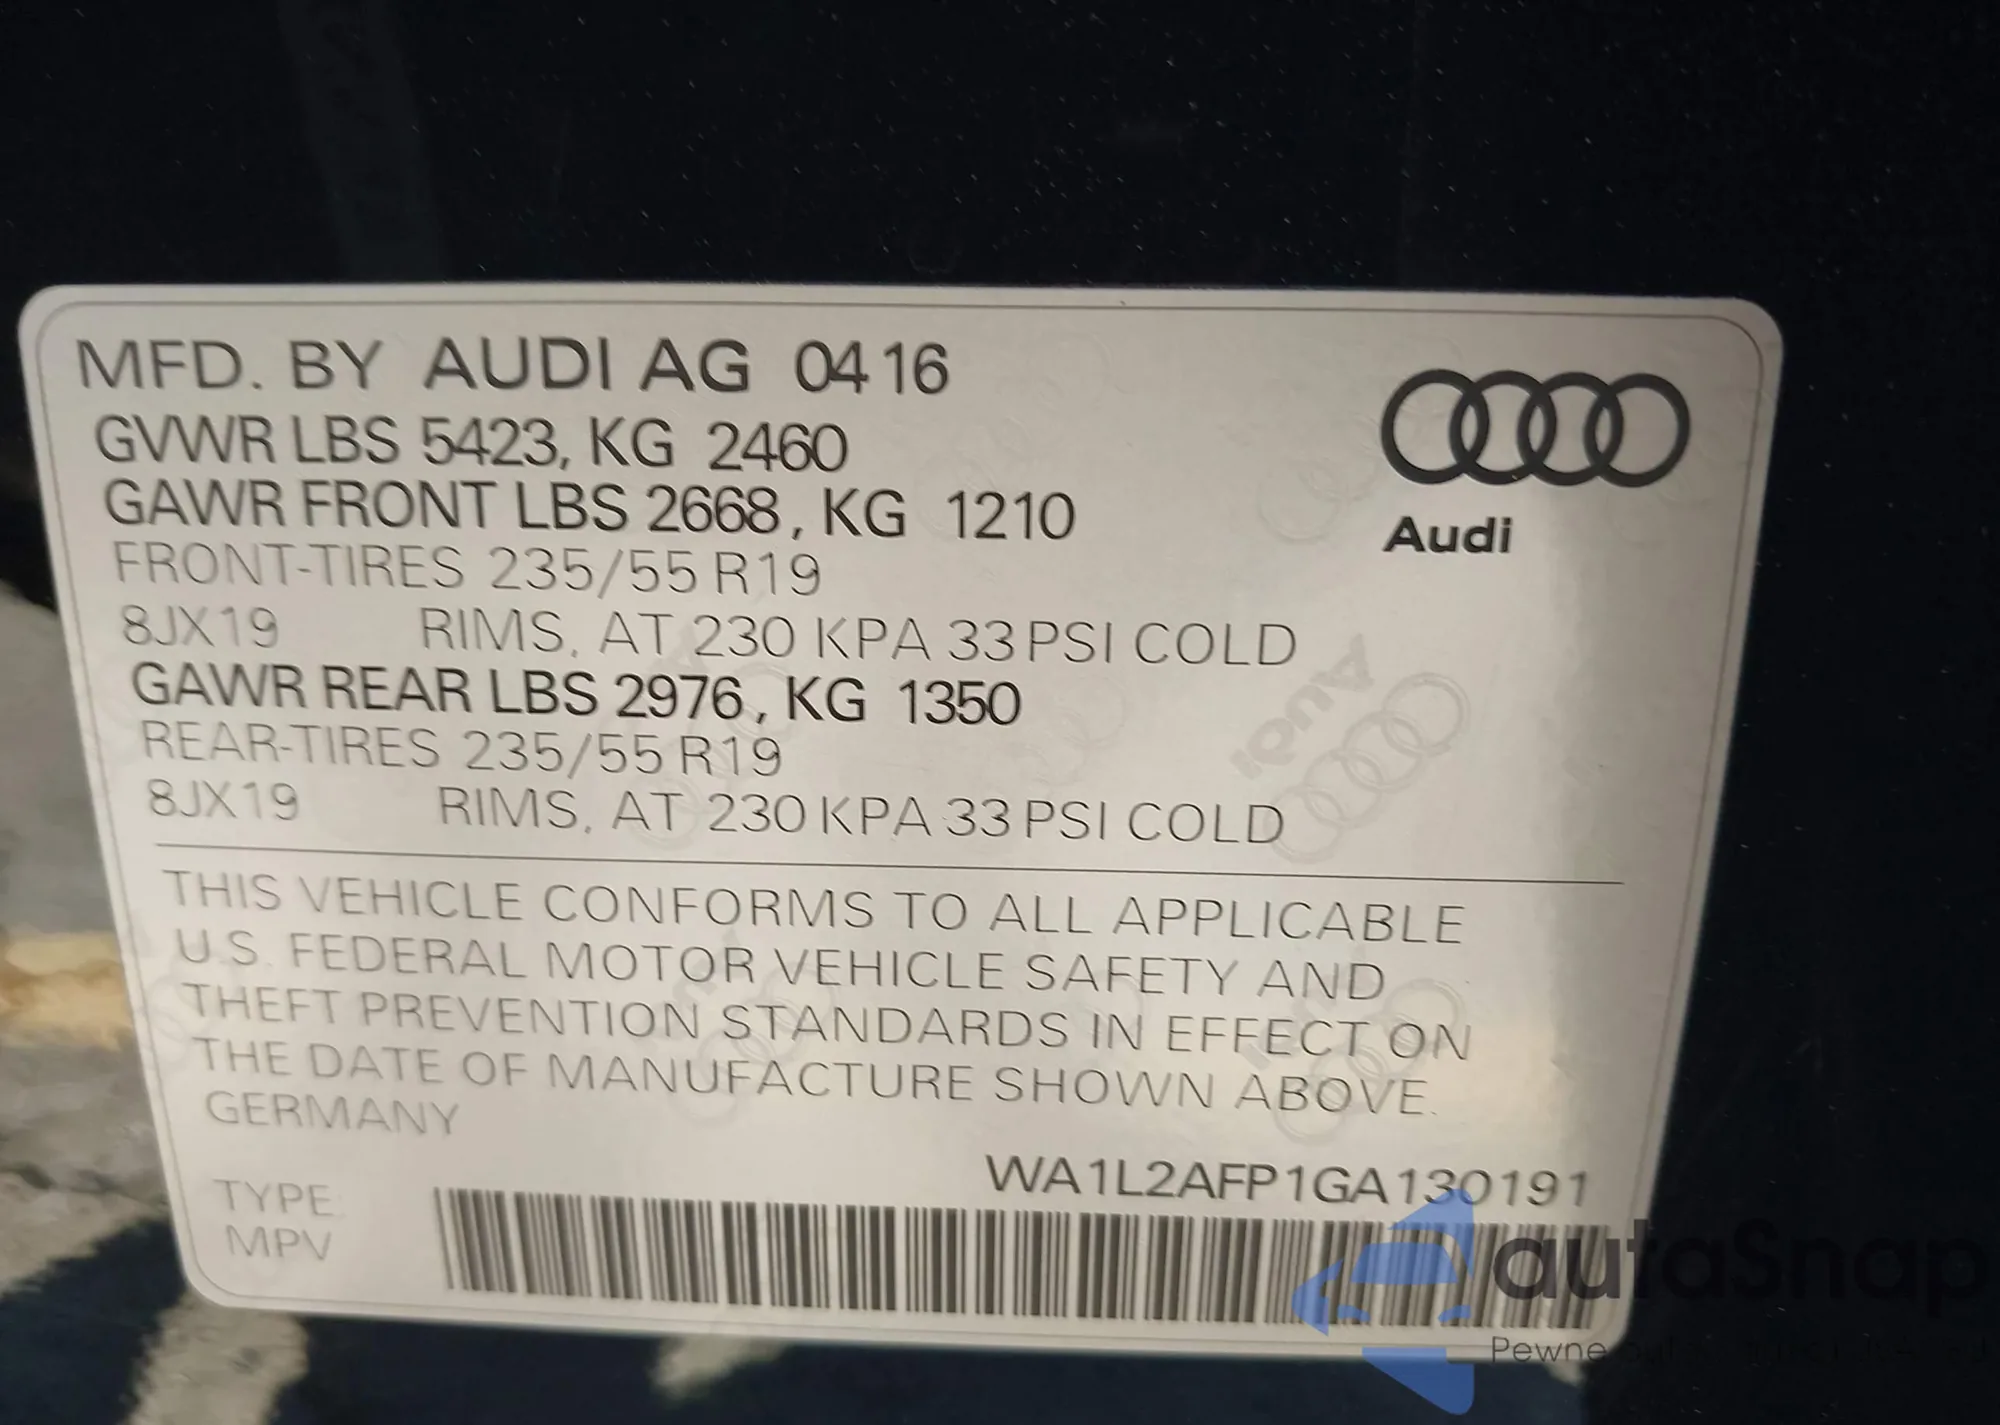 MFD. BY AUDI AG 04 16
GVWR LBS 5423, KG 2460
GAWR FRONT LBS 2668, KG 1210
FRONT-TIRES 235/55 R19
8JX19 RIMS, AT 230 KPA 33 PSI COLD
GAWR REAR LBS 2976, KG 1350
REAR-TIRES 235/55 R19
8JX19 RIMS, AT 230 KPA 33 PSI COLD
Audi
Audi
THIS VEHICLE CONFORMS TO ALL APPLICABLE
U.S. FEDERAL MOTOR VEHICLE SAFETY AND
THEFT PREVENTION STANDARDS IN EFFECT ON
THE DATE OF MANUFACTURE SHOWN ABOVE.
GERMANY
WA1L2AFP1GA130191
TYPE:
MPV
autaSnap
Pewne